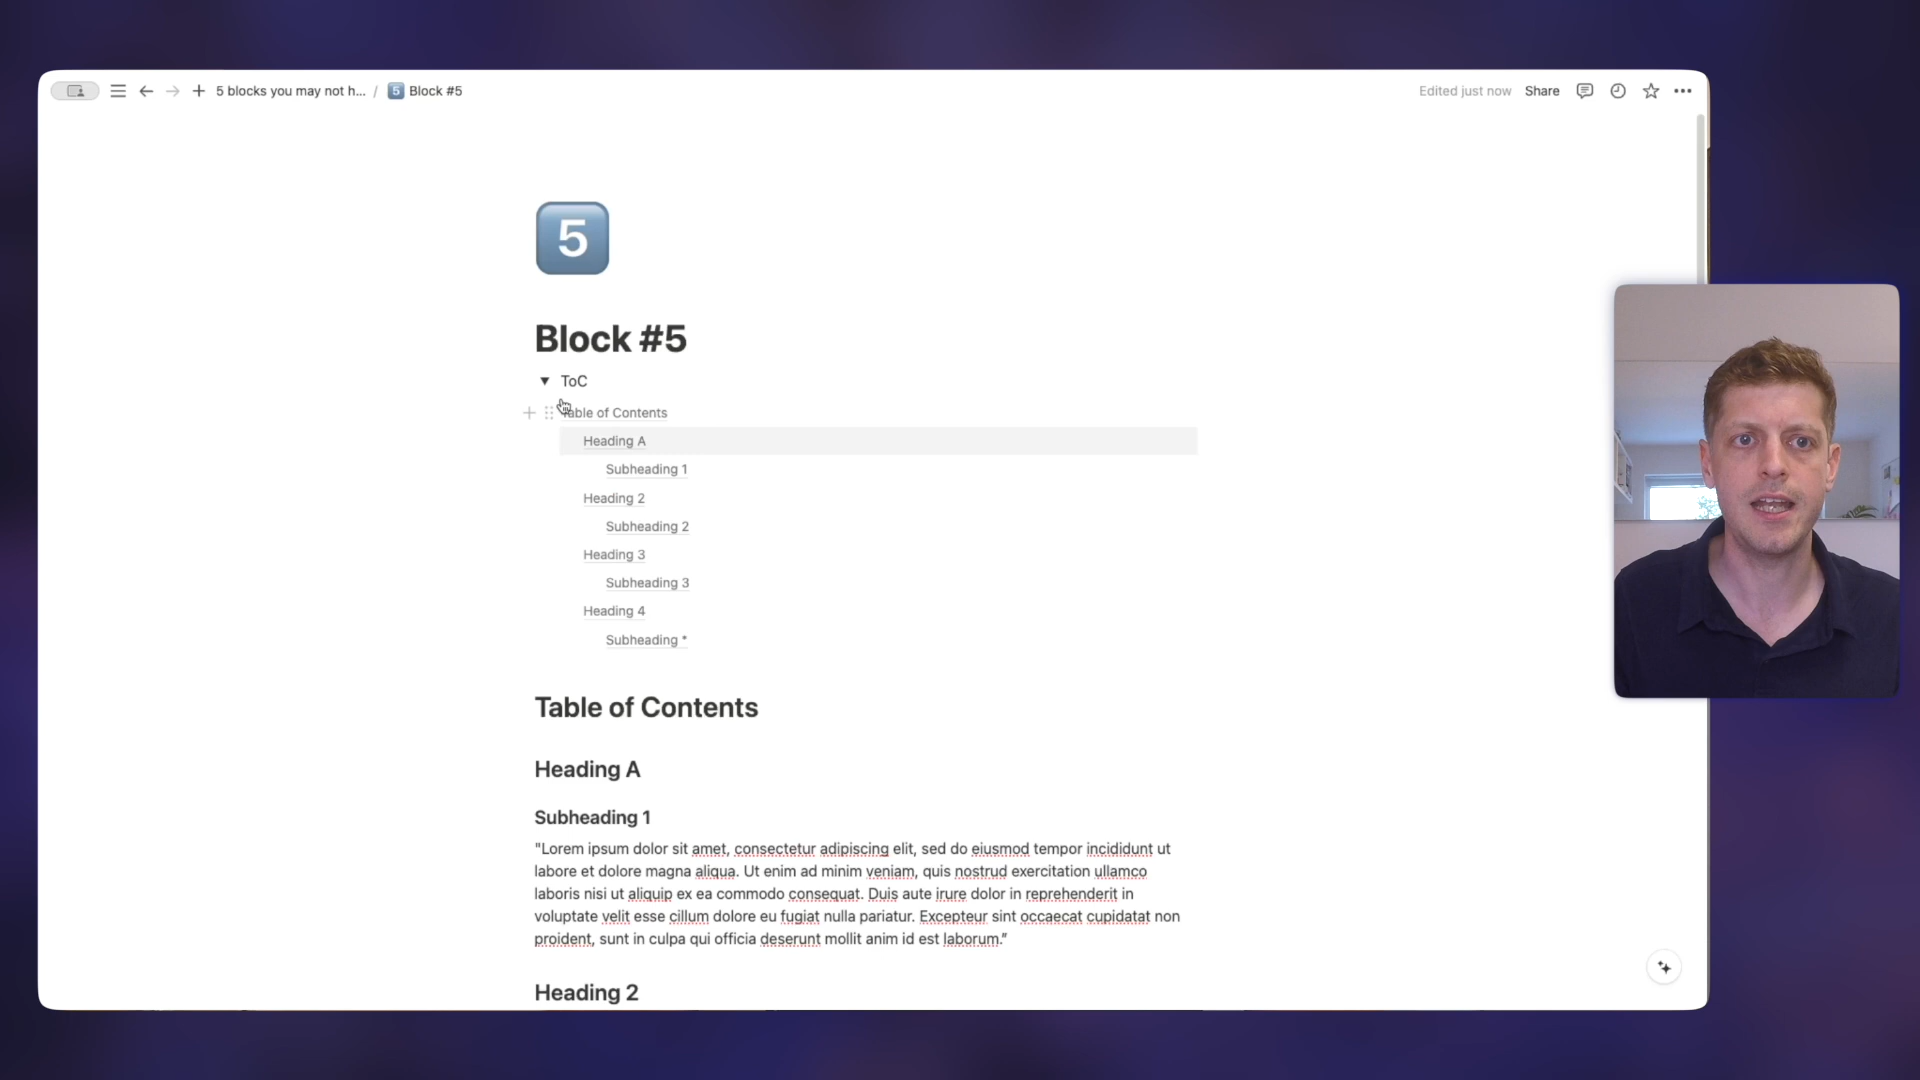 5 blocks you may not h... / 5 Block #5
Edited just now Share
5
Block #5
ToC
Table of Contents
Heading A
Subheading 1
Heading 2
Subheading 2
Heading 3
Subheading 3
Heading 4
Subheading *
Table of Contents
Heading A
Subheading 1
"Lorem ipsum dolor sit amet, consectetur adipiscing elit, sed do eiusmod tempor incididunt ut
labore et dolore magna aliqua. Ut enim ad minim veniam, quis nostrud exercitation ullamco
laboris nisi ut aliquip ex ea commodo consequat. Duis aute irure dolor in reprehenderit in
voluptate velit esse cillum dolore eu fugiat nulla pariatur. Excepteur sint occaecat cupidatat non
proident, sunt in culpa qui officia deserunt mollit anim id est laborum."
Heading 2